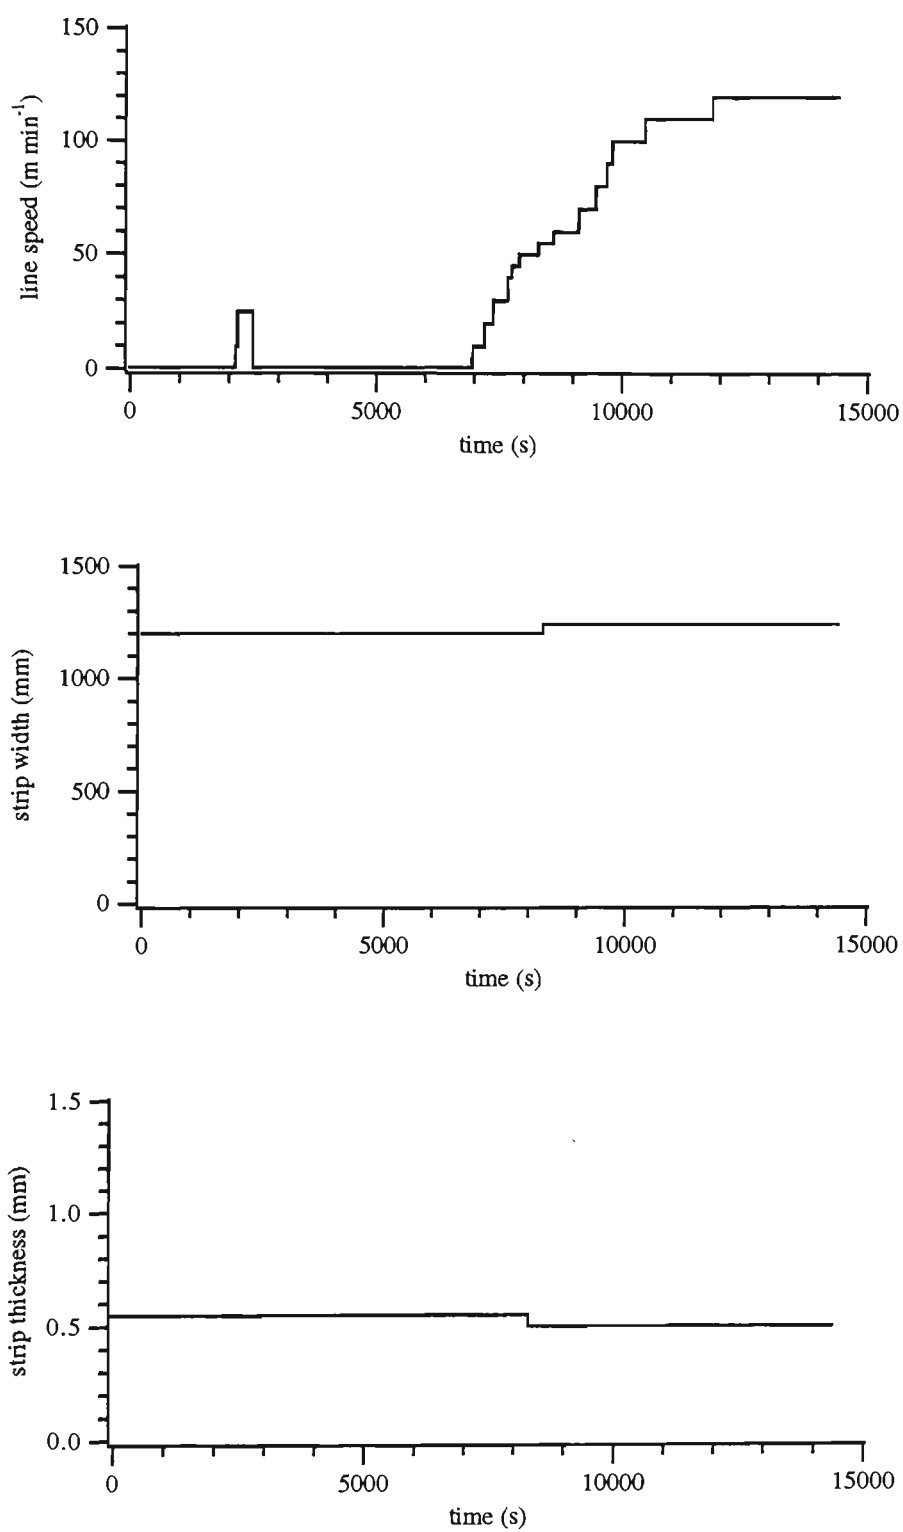 150
100
50
0
line speed (m min⁻¹)
0 5000 10000 15000
time (s)
1500
1000
500
0
strip width (mm)
0 5000 10000 15000
time (s)
1.5
1.0
0.5
0.0
strip thickness (mm)
0 5000 10000 15000
time (s)